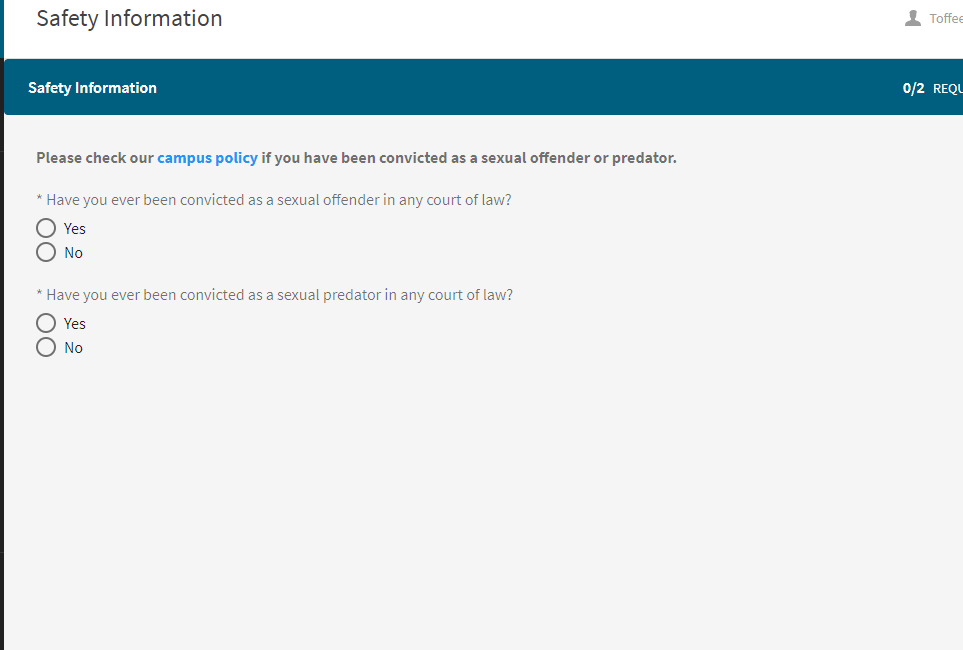 Safety Information
Toffee
Safety Information
0/2 REQU
Please check our campus policy if you have been convicted as a sexual offender or predator.
* Have you ever been convicted as a sexual offender in any court of law?
Yes
No
* Have you ever been convicted as a sexual predator in any court of law?
Yes
No